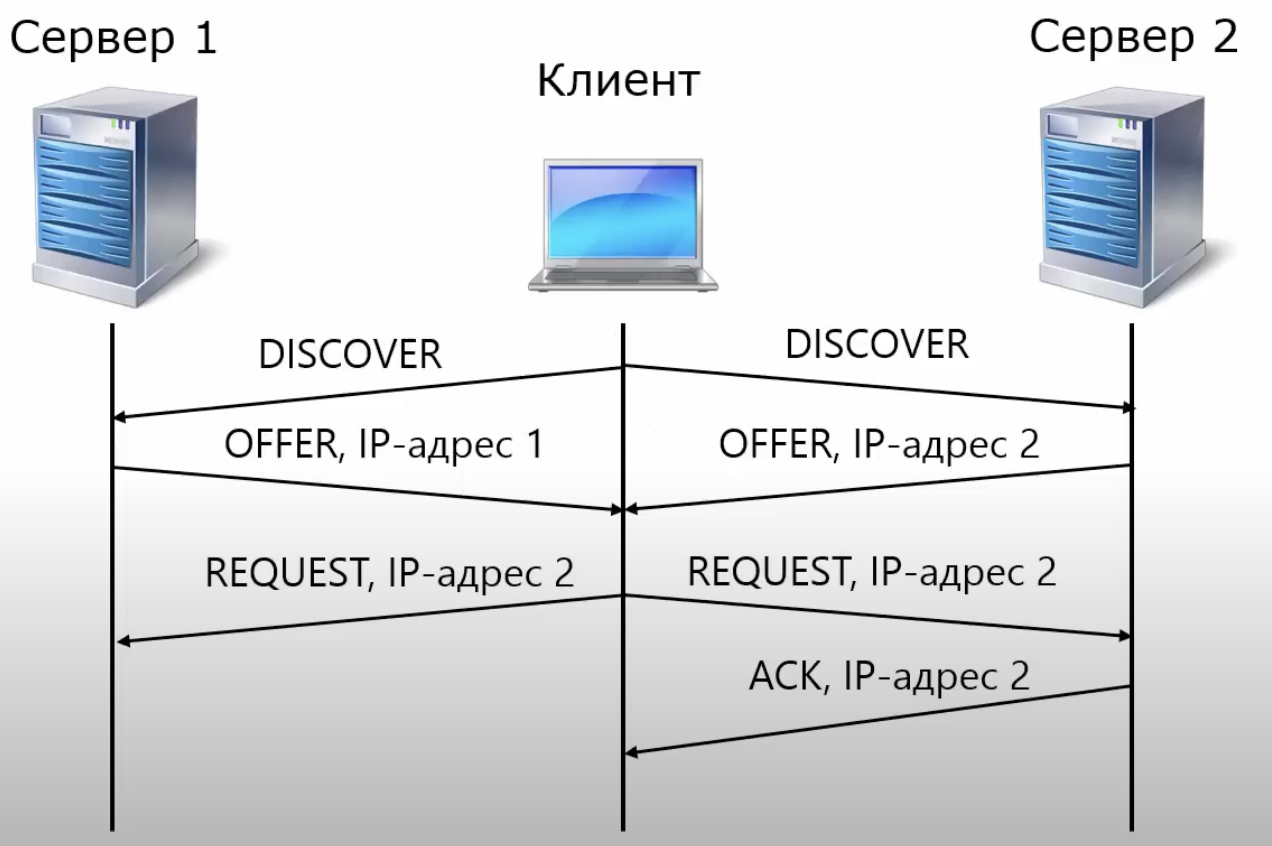 Сервер 1
Клиент
Сервер 2
DISCOVER
DISCOVER
OFFER, IP-адрес 1
OFFER, IP-адрес 2
REQUEST, IP-адрес 2
REQUEST, IP-адрес 2
ACK, IP-адрес 2